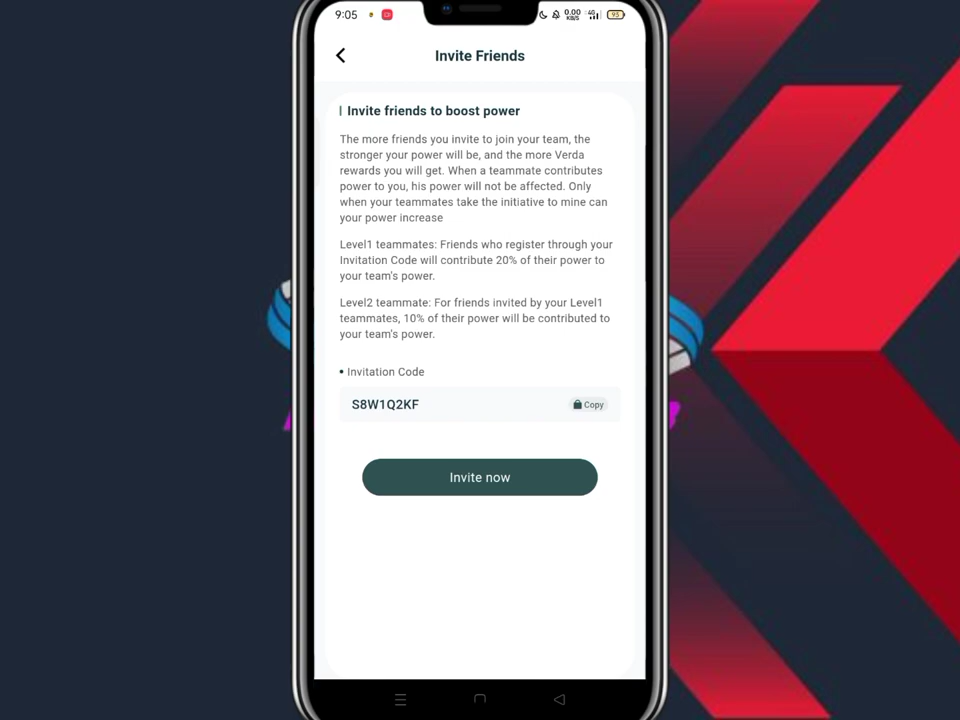 9:05
0.00
KB/S
4G
95
Invite Friends
Invite friends to boost power
The more friends you invite to join your team, the
stronger your power will be, and the more Verda
rewards you will get. When a teammate contributes
power to you, his power will not be affected. Only
when your teammates take the initiative to mine can
your power increase
Level1 teammates: Friends who register through your
Invitation Code will contribute 20% of their power to
your team's power.
Level2 teammate: For friends invited by your Level1
teammates, 10% of their power will be contributed to
your team's power.
• Invitation Code
S8W1Q2KF
Copy
Invite now